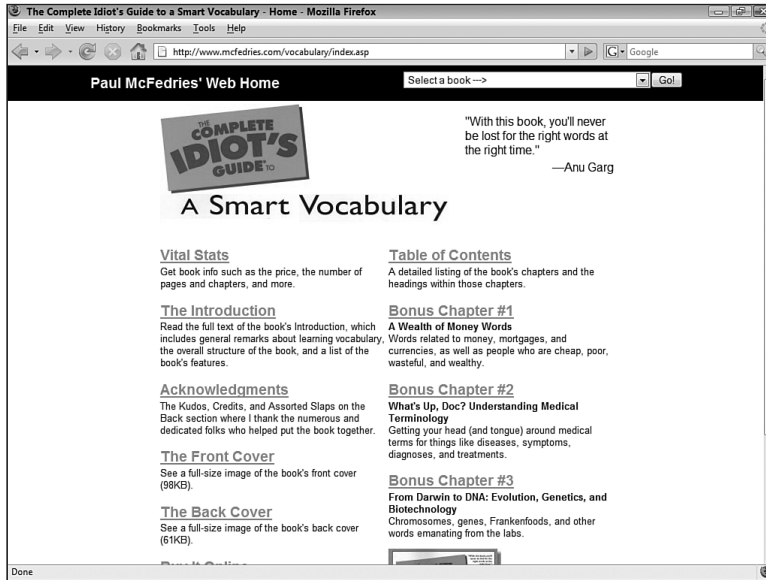 The Complete Idiot's Guide to a Smart Vocabulary - Home - Mozilla Firefox
File Edit View History Bookmarks Tools Help
http://www.mcfedries.com/vocabulary/index.asp
G Google
Paul McFedries' Web Home
Select a book --->
Go!
THE
COMPLETE
IDIOT'S
GUIDE TO
A Smart Vocabulary
"With this book, you'll never
be lost for the right words at
the right time."
—Anu Garg
Vital Stats
Get book info such as the price, the number of
pages and chapters, and more.
The Introduction
Read the full text of the book's Introduction, which
includes general remarks about learning vocabulary,
the overall structure of the book, and a list of the
book's features.
Acknowledgments
The Kudos, Credits, and Assorted Slaps on the
Back section where I thank the numerous and
dedicated folks who helped put the book together.
The Front Cover
See a full-size image of the book's front cover
(98KB).
The Back Cover
See a full-size image of the book's back cover
(61KB).
Table of Contents
A detailed listing of the book's chapters and the
headings within those chapters.
Bonus Chapter #1
A Wealth of Money Words
Words related to money, mortgages, and
currencies, as well as people who are cheap, poor,
wasteful, and wealthy.
Bonus Chapter #2
What's Up, Doc? Understanding Medical
Terminology
Getting your head (and tongue) around medical
terms for things like diseases, symptoms,
diagnoses, and treatments.
Bonus Chapter #3
From Darwin to DNA: Evolution, Genetics, and
Biotechnology
Chromosomes, genes, Frankenfoods, and other
words emanating from the labs.
Done